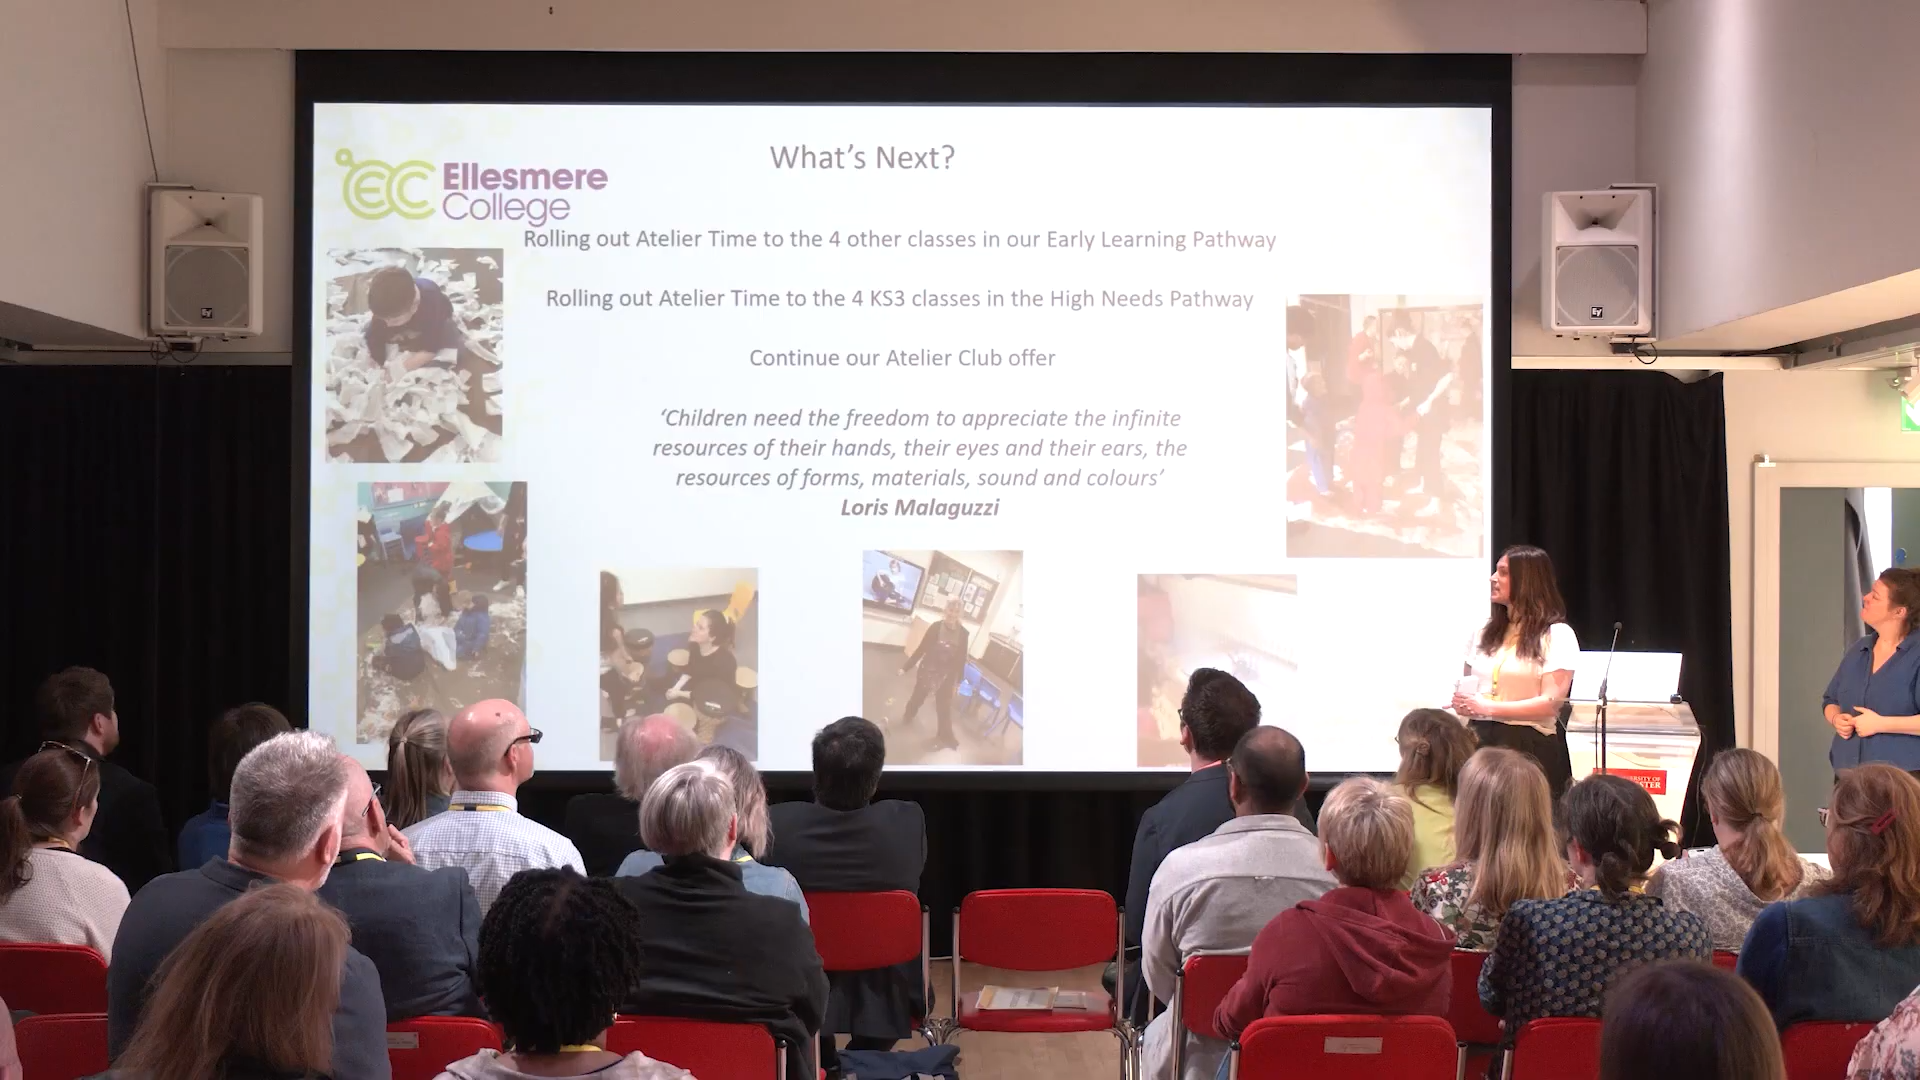 What's Next?
EC Ellesmere
College
Rolling out Atelier Time to the 4 other classes in our Early Learning Pathway
Rolling out Atelier Time to the 4 KS3 classes in the High Needs Pathway
Continue our Atelier Club offer
‘Children need the freedom to appreciate the infinite
resources of their hands, their eyes and their ears, the
resources of forms, materials, sound and colours’
Loris Malaguzzi
EV
EV